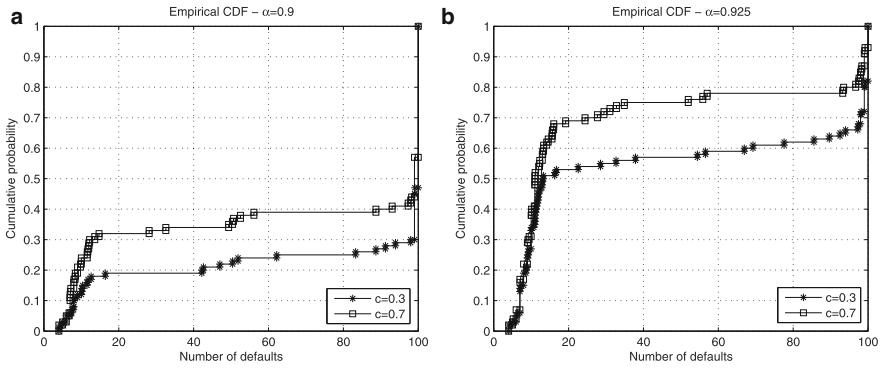 a
Empirical CDF – α=0.9
1
0.9
0.8
0.7
0.6
0.5
0.4
0.3
0.2
0.1
0
Cumulative probability
0 20 40 60 80 100
Number of defaults
c=0.3
c=0.7
b
Empirical CDF – α=0.925
1
0.9
0.8
0.7
0.6
0.5
0.4
0.3
0.2
0.1
0
Cumulative probability
0 20 40 60 80 100
Number of defaults
c=0.3
c=0.7